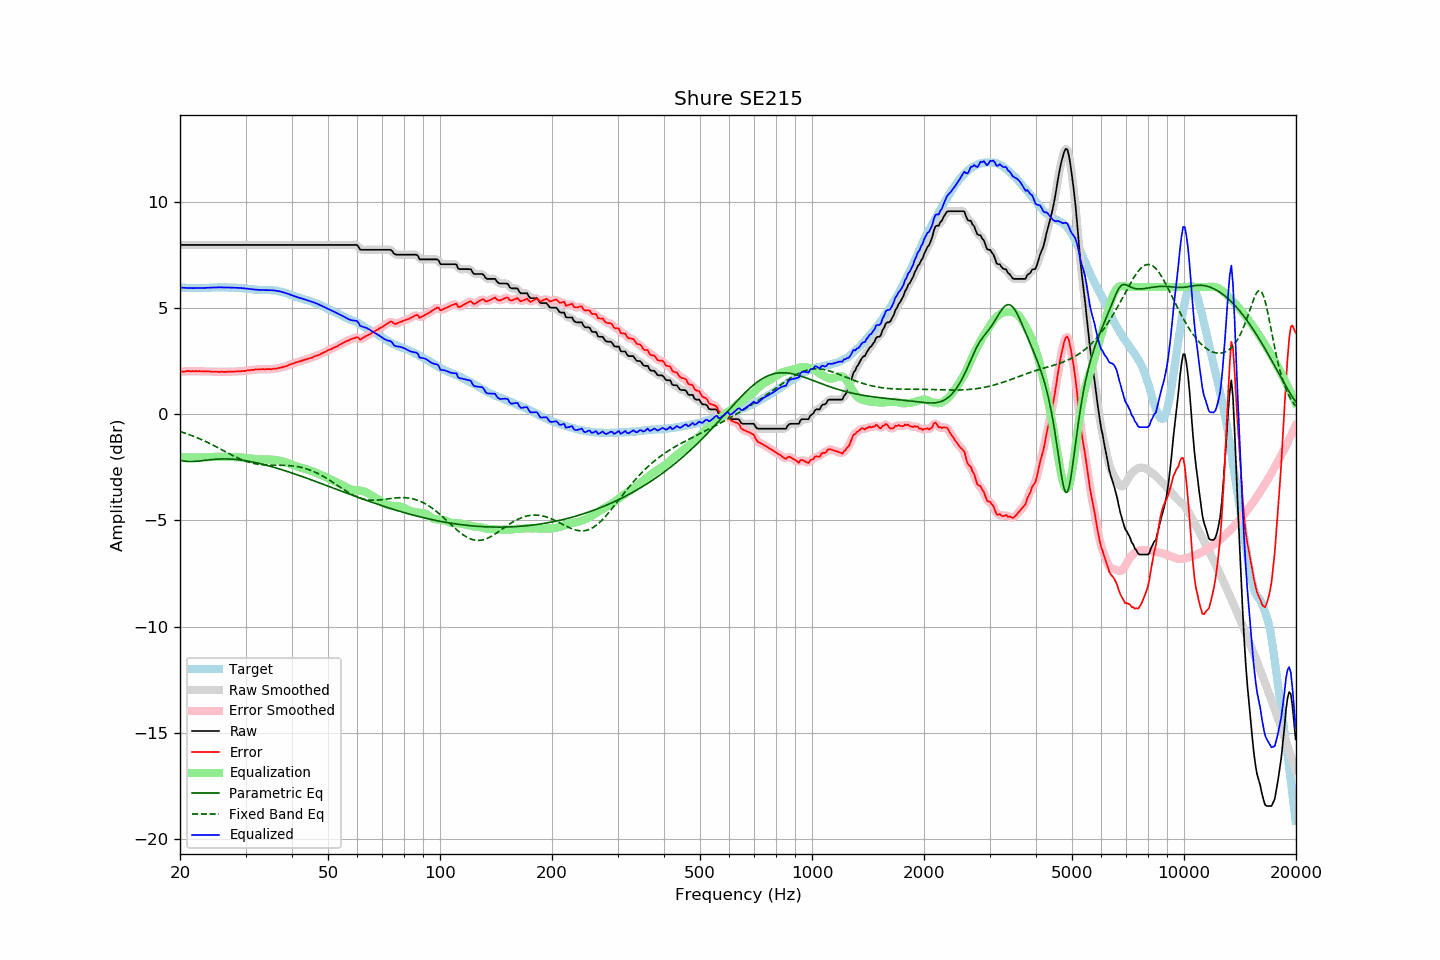 Shure SE215
Amplitude (dBr)
10
5
0
−5
−10
−15
−20
Target
Raw Smoothed
Error Smoothed
Raw
Error
Equalization
Parametric Eq
Fixed Band Eq
Equalized
20 50 100 200 500 1000 2000 5000 10000 20000
Frequency (Hz)